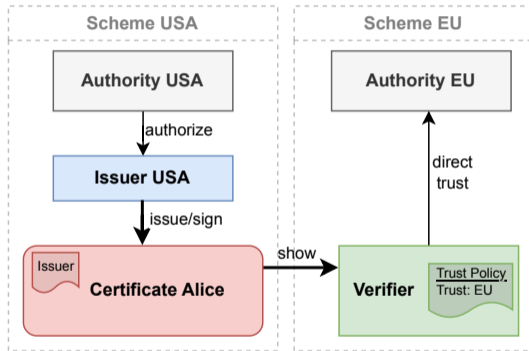 Scheme USA
Scheme EU
Authority USA
Authority EU
authorize
direct
trust
Issuer USA
issue/sign
show
Issuer
Certificate Alice
Verifier
Trust Policy
Trust: EU